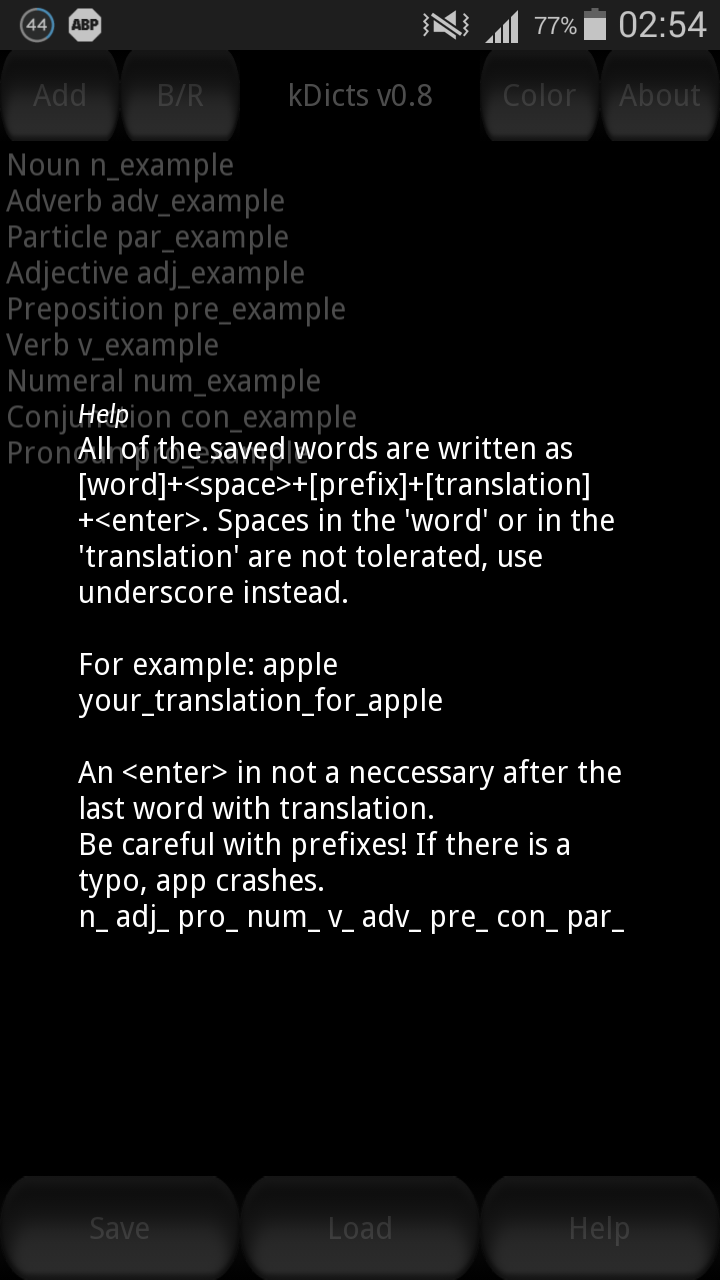 44 ABP 77% 02:54
Add B/R kDicts v0.8 Color About
Noun n_example
Adverb adv_example
Particle par_example
Adjective adj_example
Preposition pre_example
Verb v_example
Numeral num_example
Conjunction con_example
Pronoun pro_example
Help
All of the saved words are written as
[word]+<space>+[prefix]+[translation]
+<enter>. Spaces in the 'word' or in the
'translation' are not tolerated, use
underscore instead.
For example: apple
your_translation_for_apple
An <enter> in not a neccessary after the
last word with translation.
Be careful with prefixes! If there is a
typo, app crashes.
n_ adj_ pro_ num_ v_ adv_ pre_ con_ par_
Save Load Help